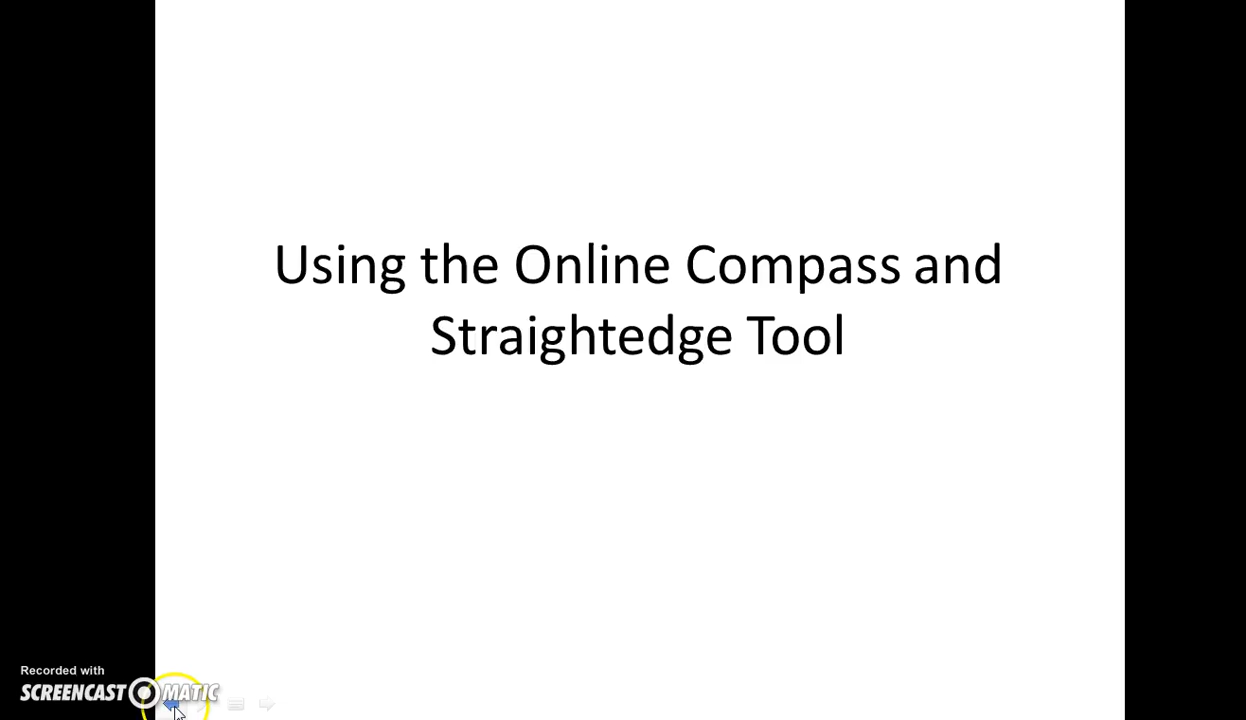 Using the Online Compass and
Straightedge Tool
Recorded with
SCREENCAST MATIC